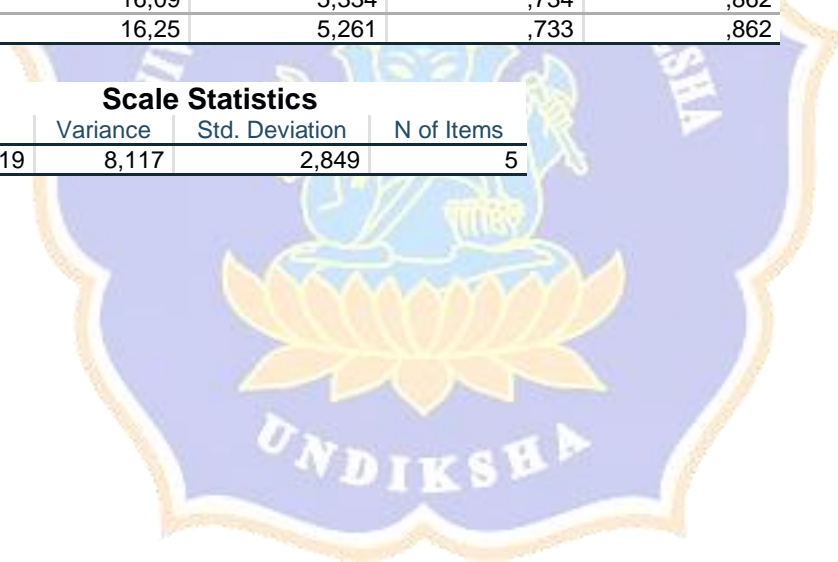 16,25 5,261 ,733 ,862
Scale Statistics
Variance Std. Deviation N of Items
19 8,117 2,849 5
UNDIKSHA